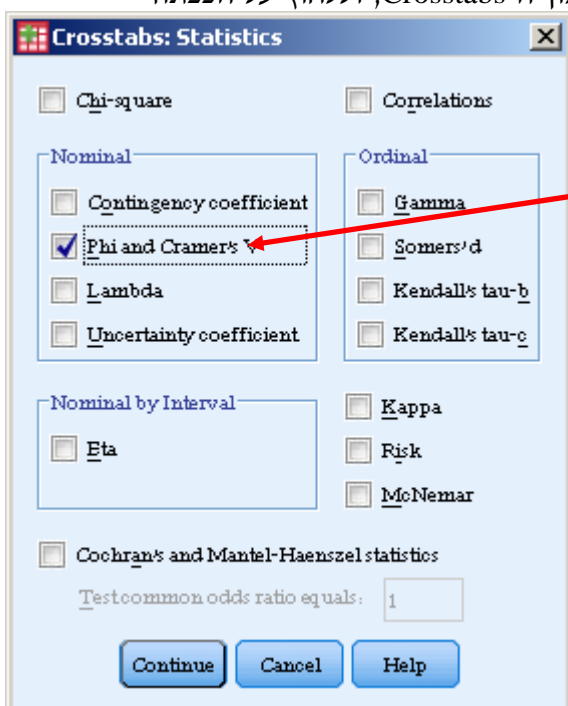 Crosstabs: Statistics
Chi-square
Correlations
Nominal
Contingency coefficient
Phi and Cramer's V
Lambda
Uncertainty coefficient
Ordinal
Gamma
Somers' d
Kendall's tau-b
Kendall's tau-c
Nominal by Interval
Eta
Kappa
Risk
McNemar
Cochran's and Mantel-Haenszel statistics
Test common odds ratio equals: 1
Continue Cancel Help